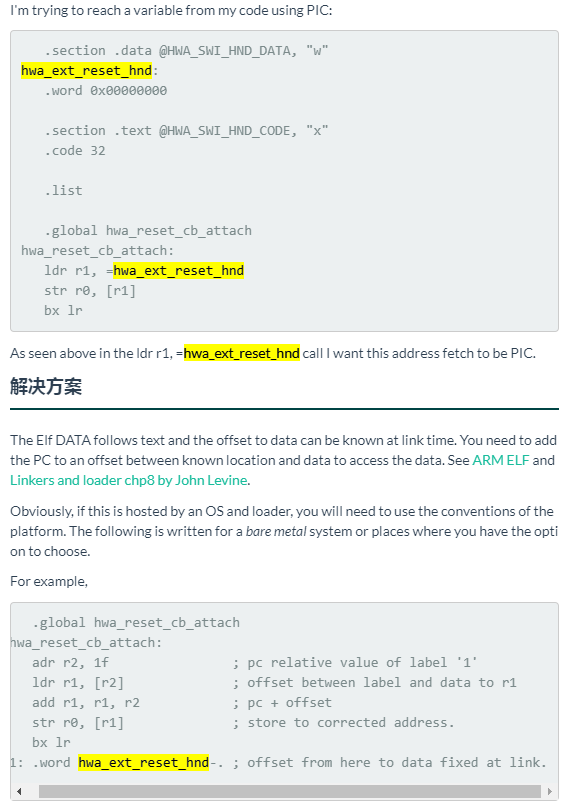 I'm trying to reach a variable from my code using PIC:
.section .data @HWA_SWI_HND_DATA, "w"
hwa_ext_reset_hnd:
.word 0x00000000
.section .text @HWA_SWI_HND_CODE, "x"
.code 32
.list
.global hwa_reset_cb_attach
hwa_reset_cb_attach:
ldr r1, =hwa_ext_reset_hnd
str r0, [r1]
bx lr
As seen above in the ldr r1, =hwa_ext_reset_hnd call I want this address fetch to be PIC.
解决方案
The Elf DATA follows text and the offset to data can be known at link time. You need to add
the PC to an offset between known location and data to access the data. See ARM ELF and
Linkers and loader chp8 by John Levine.
Obviously, if this is hosted by an OS and loader, you will need to use the conventions of the
platform. The following is written for a bare metal system or places where you have the opti
on to choose.
For example,
.global hwa_reset_cb_attach
hwa_reset_cb_attach:
adr r2, 1f ; pc relative value of label '1'
ldr r1, [r2] ; offset between label and data to r1
add r1, r1, r2 ; pc + offset
str r0, [r1] ; store to corrected address.
bx lr
1: .word hwa_ext_reset_hnd-. ; offset from here to data fixed at link.